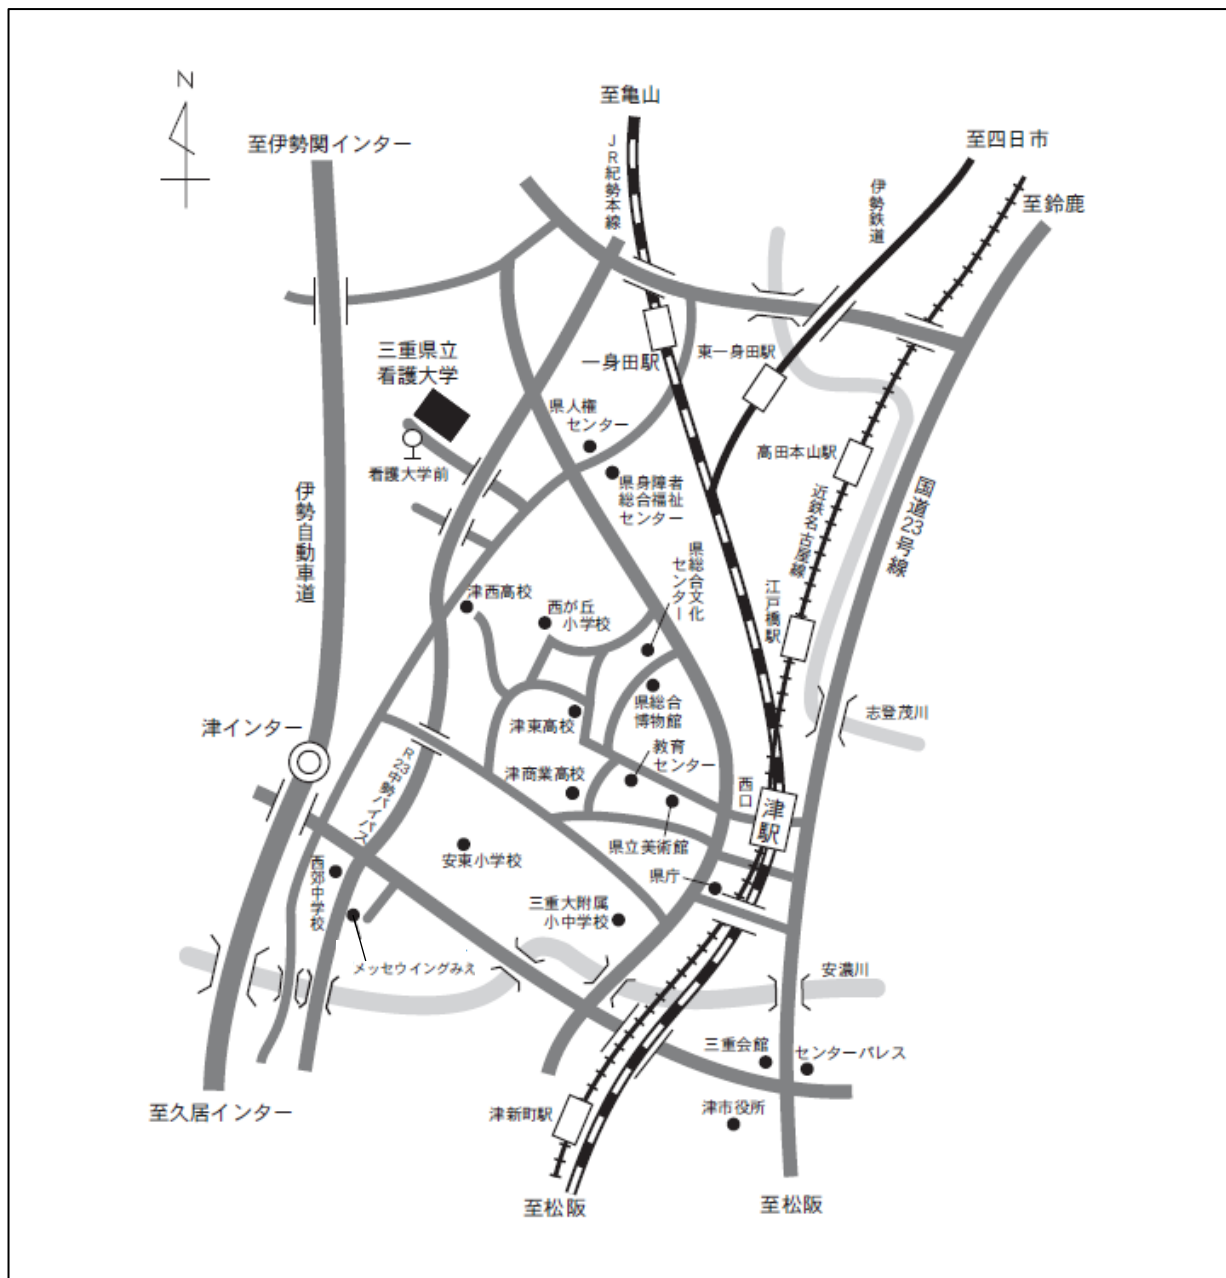 N
至亀山
至伊勢関インター
至四日市
JR紀勢本線
伊勢鉄道
至鈴鹿
三重県立
看護大学
一身田駅
東一身田駅
県人権
センター
看護大学前
高田本山駅
県身障者
総合福祉
センター
伊勢自動車道
近鉄名古屋線
国道23号線
県総合文化
センター
津西高校
西が丘
小学校
江戸橋駅
津インター
津東高校
県総合
博物館
志登茂川
R23中勢バイパス
教育
センター
津商業高校
西口
津駅
県立美術館
安東小学校
西郊中学校
県庁
三重大附属
小中学校
メッセウイングみえ
安濃川
三重会館
センターパレス
至久居インター
津新町駅
津市役所
至松阪
至松阪